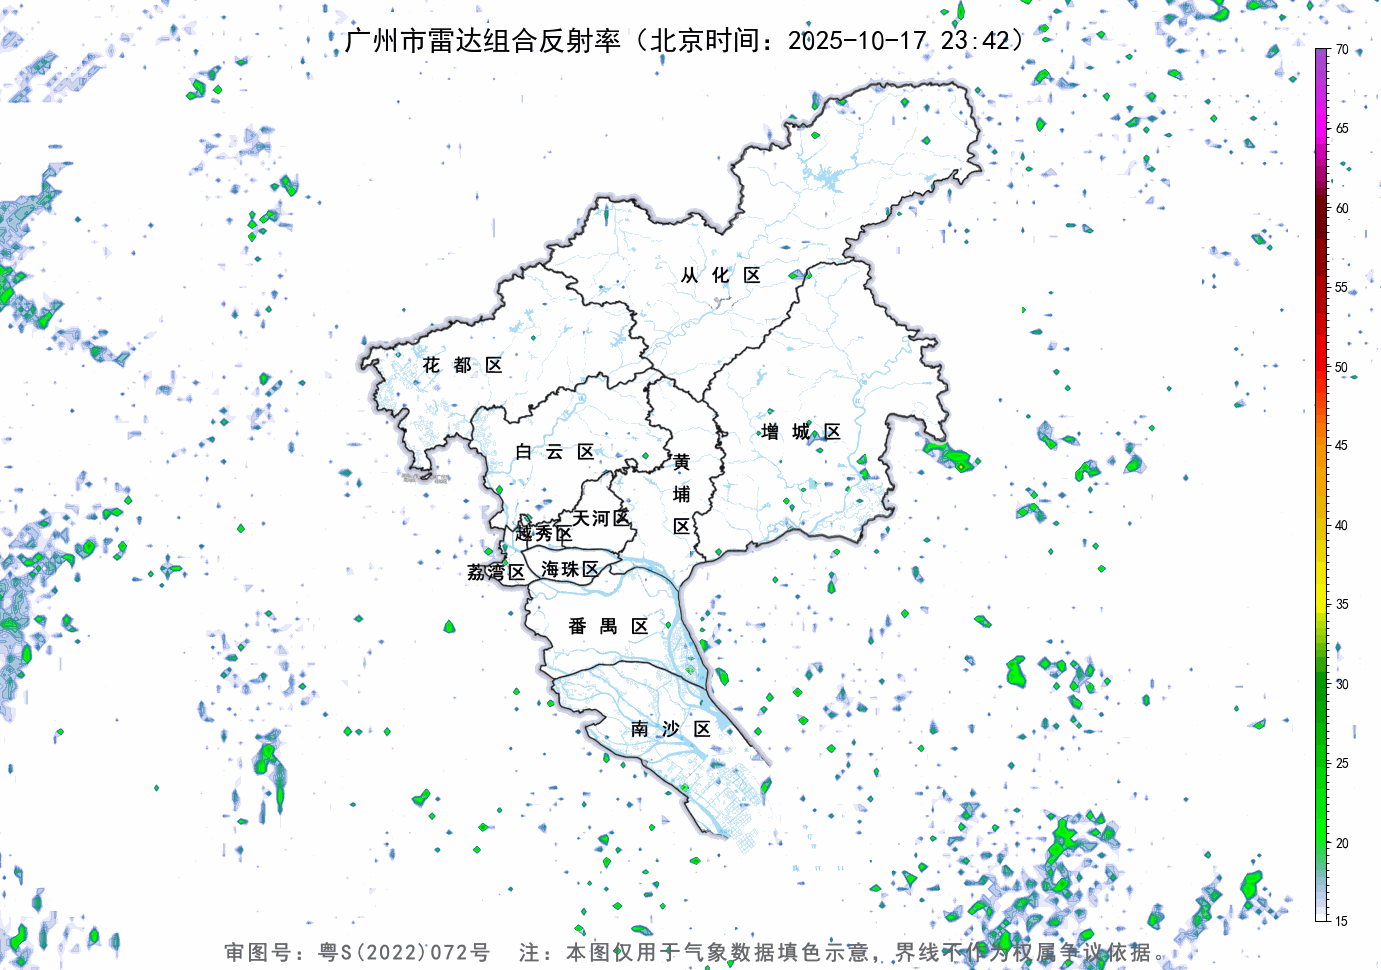 广州市雷达组合反射率（北京时间：2025-10-17 23:42）
70
65
60
55
50
45
40
35
30
25
20
15
从化区
花都区
增城区
白云区
黄埔区
天河区
越秀区
荔湾区
海珠区
番禺区
南沙区
审图号：粤S(2022)072号 注：本图仅用于气象数据填色示意，界线不作为权属争议依据。